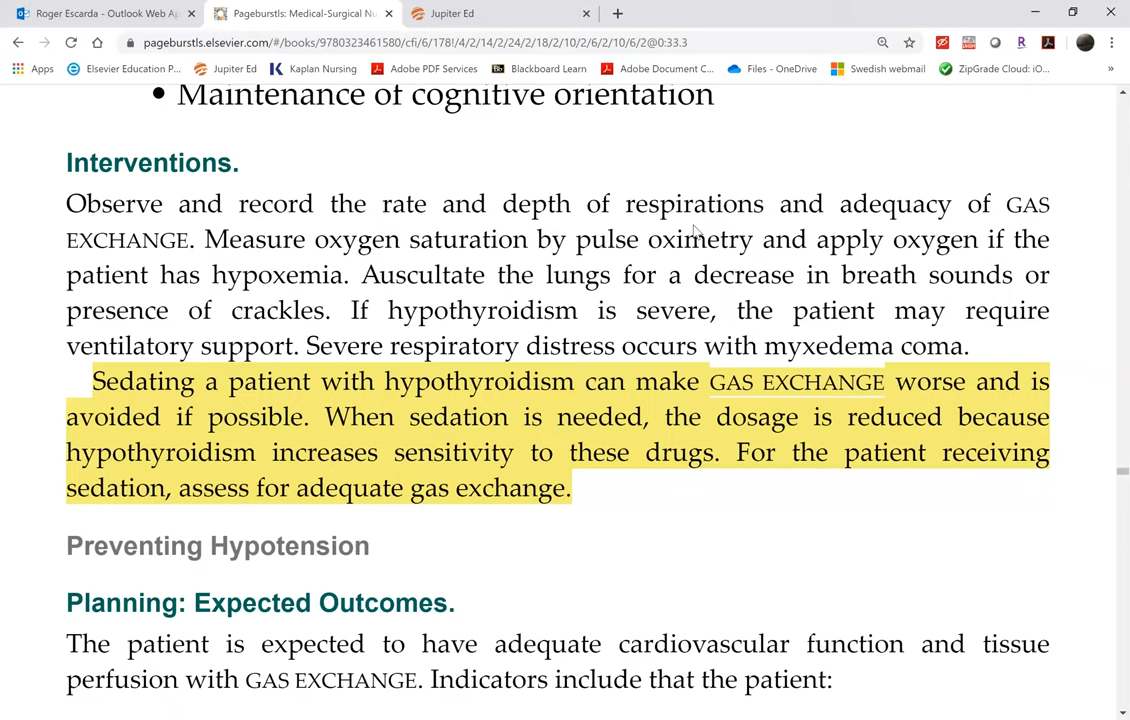 Roger Escarda - Outlook Web Ap
Pageburstls: Medical-Surgical Nu
Jupiter Ed
pageburstls.elsevier.com/#/books/9780323461580/cfi/6/178!/4/2/14/2/24/2/18/2/10/2/6/2/10/6/2@0:33.3
Apps
Elsevier Education P...
Jupiter Ed
Kaplan Nursing
Adobe PDF Services
Bb
Blackboard Learn
Adobe Document C...
Files - OneDrive
Swedish webmail
ZipGrade Cloud: iO...
»
• Maintenance of cognitive orientation
Interventions.
Observe and record the rate and depth of respirations and adequacy of GAS
EXCHANGE. Measure oxygen saturation by pulse oximetry and apply oxygen if the
patient has hypoxemia. Auscultate the lungs for a decrease in breath sounds or
presence of crackles. If hypothyroidism is severe, the patient may require
ventilatory support. Severe respiratory distress occurs with myxedema coma.
Sedating a patient with hypothyroidism can make GAS EXCHANGE worse and is
avoided if possible. When sedation is needed, the dosage is reduced because
hypothyroidism increases sensitivity to these drugs. For the patient receiving
sedation, assess for adequate gas exchange.
Preventing Hypotension
Planning: Expected Outcomes.
The patient is expected to have adequate cardiovascular function and tissue
perfusion with GAS EXCHANGE. Indicators include that the patient: